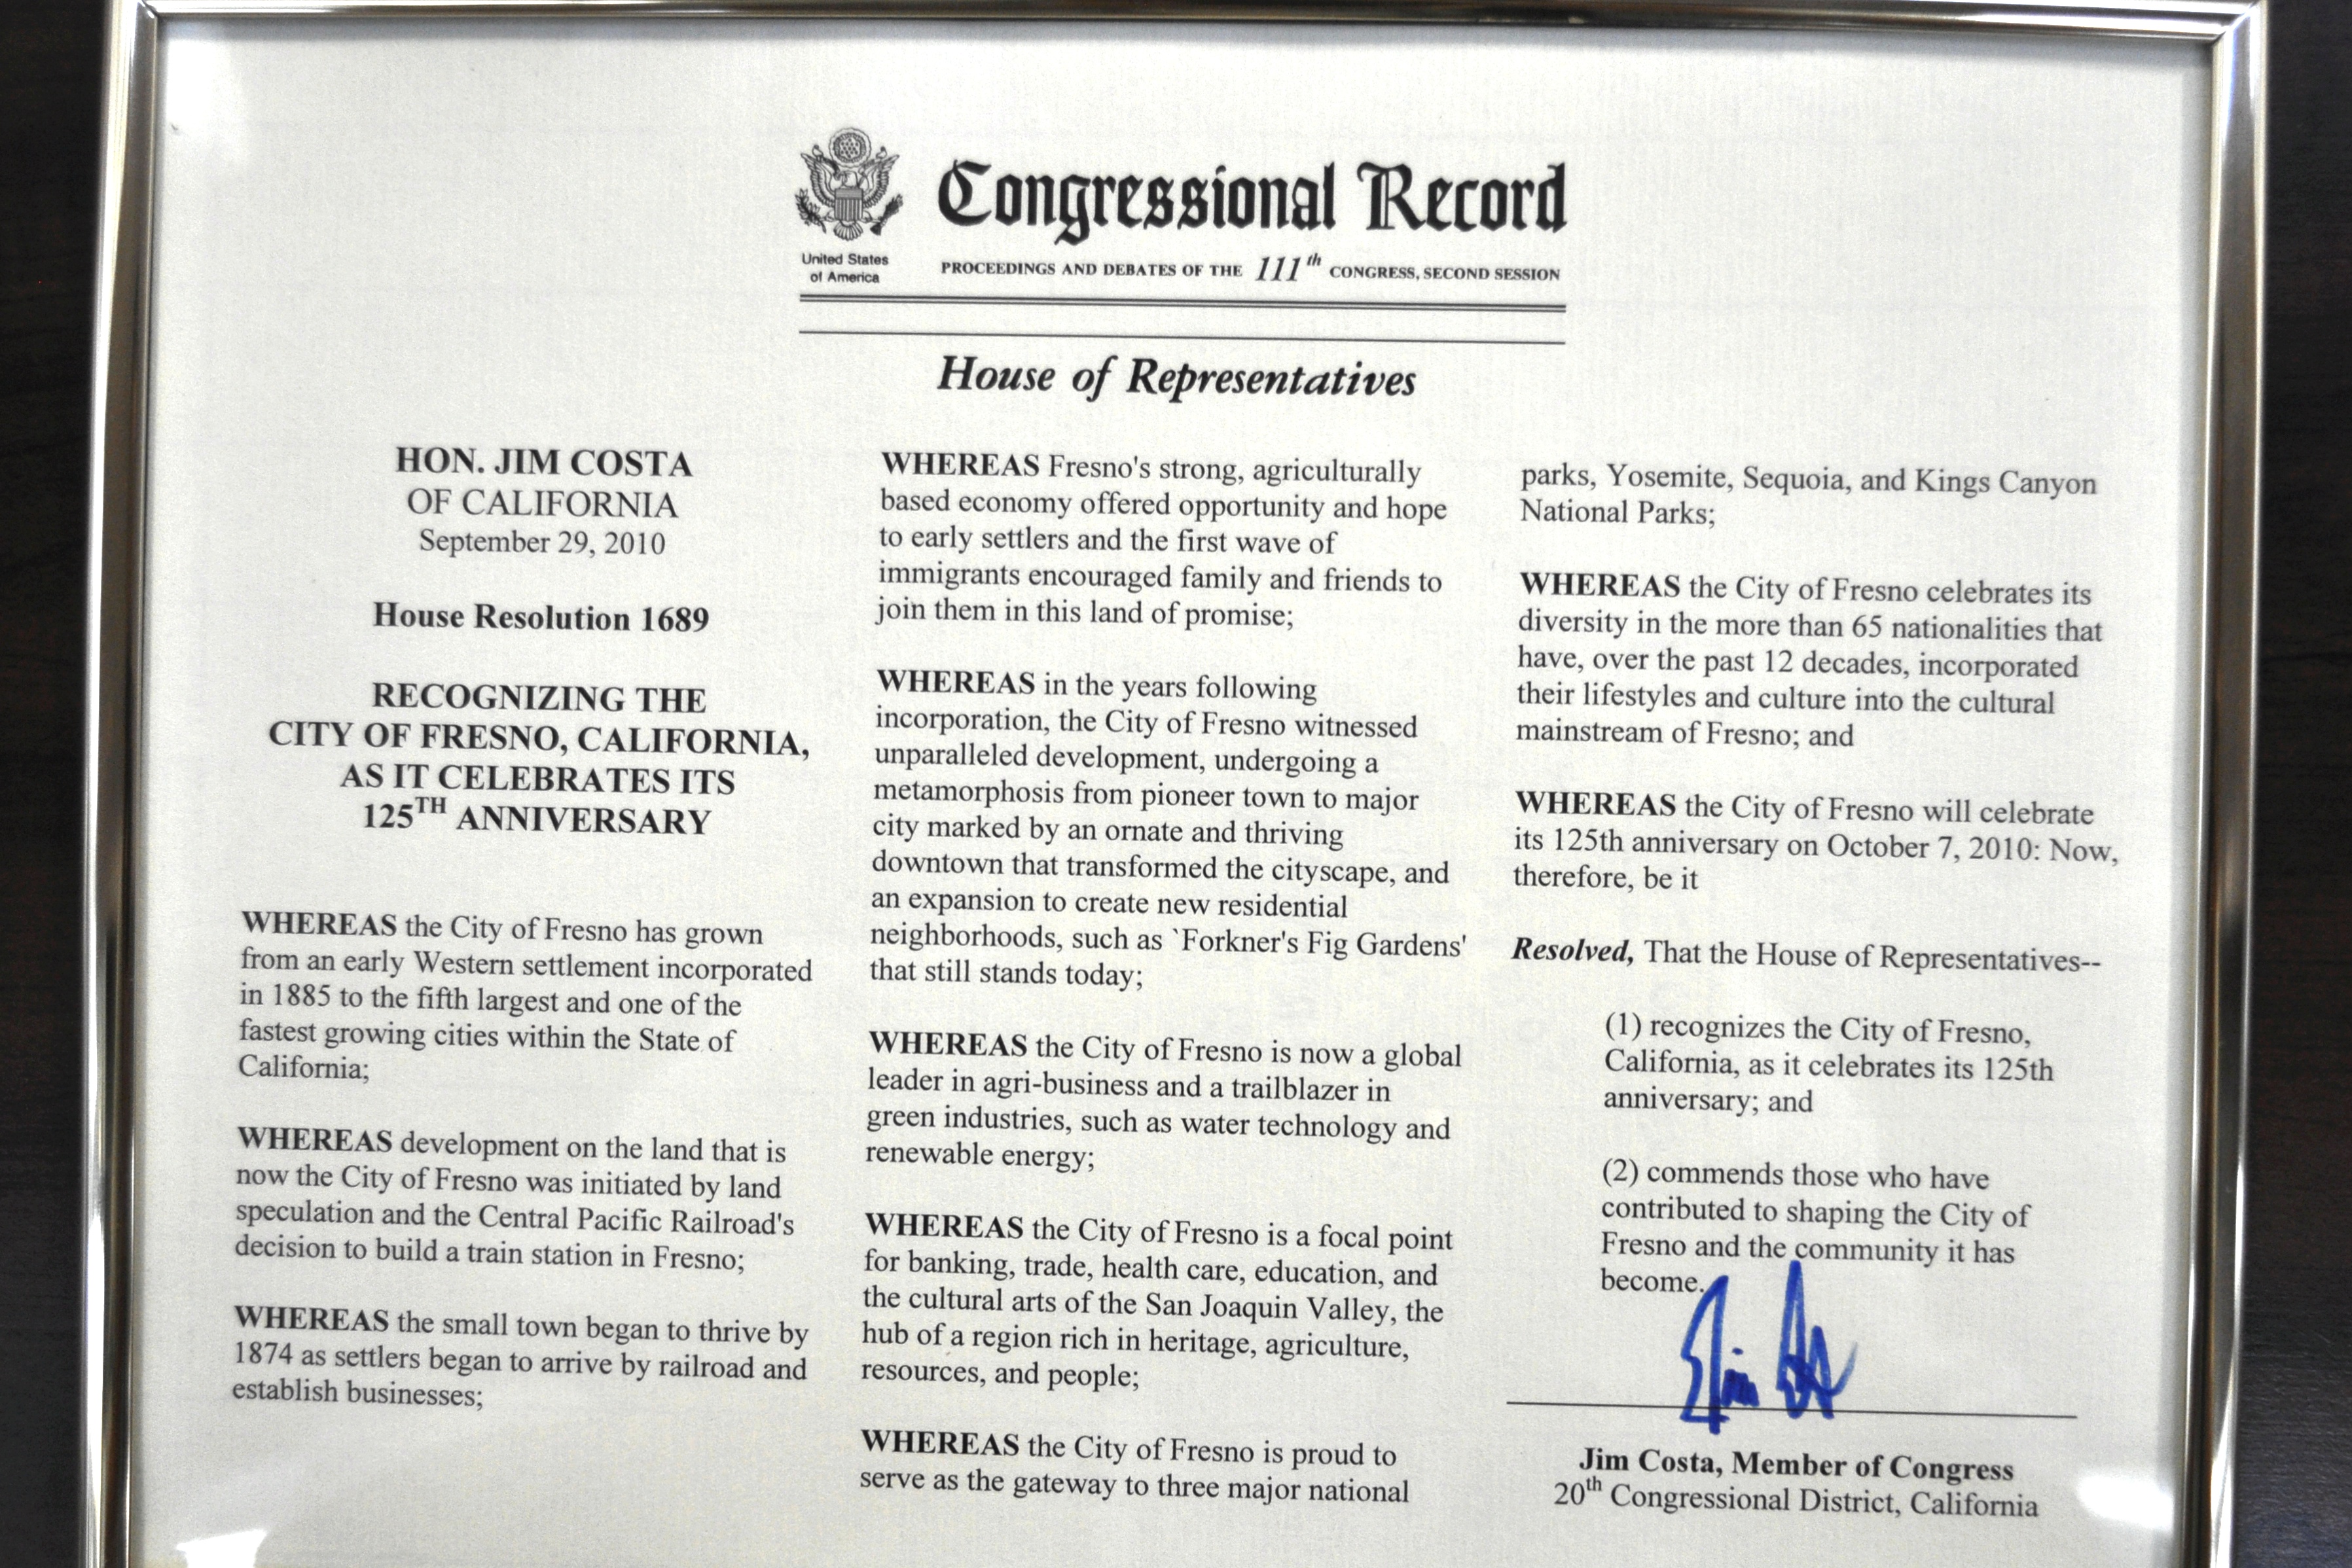 United States
of America
Congressional Record
PROCEEDINGS AND DEBATES OF THE 111th CONGRESS, SECOND SESSION
House of Representatives
HON. JIM COSTA
OF CALIFORNIA
September 29, 2010
House Resolution 1689
RECOGNIZING THE
CITY OF FRESNO, CALIFORNIA,
AS IT CELEBRATES ITS
125TH ANNIVERSARY
WHEREAS the City of Fresno has grown
from an early Western settlement incorporated
in 1885 to the fifth largest and one of the
fastest growing cities within the State of
California;
WHEREAS development on the land that is
now the City of Fresno was initiated by land
speculation and the Central Pacific Railroad's
decision to build a train station in Fresno;
WHEREAS the small town began to thrive by
1874 as settlers began to arrive by railroad and
establish businesses;
WHEREAS Fresno's strong, agriculturally
based economy offered opportunity and hope
to early settlers and the first wave of
immigrants encouraged family and friends to
join them in this land of promise;
WHEREAS in the years following
incorporation, the City of Fresno witnessed
unparalleled development, undergoing a
metamorphosis from pioneer town to major
city marked by an ornate and thriving
downtown that transformed the cityscape, and
an expansion to create new residential
neighborhoods, such as `Forkner's Fig Gardens'
that still stands today;
WHEREAS the City of Fresno is now a global
leader in agri-business and a trailblazer in
green industries, such as water technology and
renewable energy;
WHEREAS the City of Fresno is a focal point
for banking, trade, health care, education, and
the cultural arts of the San Joaquin Valley, the
hub of a region rich in heritage, agriculture,
resources, and people;
WHEREAS the City of Fresno is proud to
serve as the gateway to three major national
parks, Yosemite, Sequoia, and Kings Canyon
National Parks;
WHEREAS the City of Fresno celebrates its
diversity in the more than 65 nationalities that
have, over the past 12 decades, incorporated
their lifestyles and culture into the cultural
mainstream of Fresno; and
WHEREAS the City of Fresno will celebrate
its 125th anniversary on October 7, 2010: Now,
therefore, be it
Resolved, That the House of Representatives--
(1) recognizes the City of Fresno,
California, as it celebrates its 125th
anniversary; and
(2) commends those who have
contributed to shaping the City of
Fresno and the community it has
become.
Jim Costa, Member of Congress
20th Congressional District, California